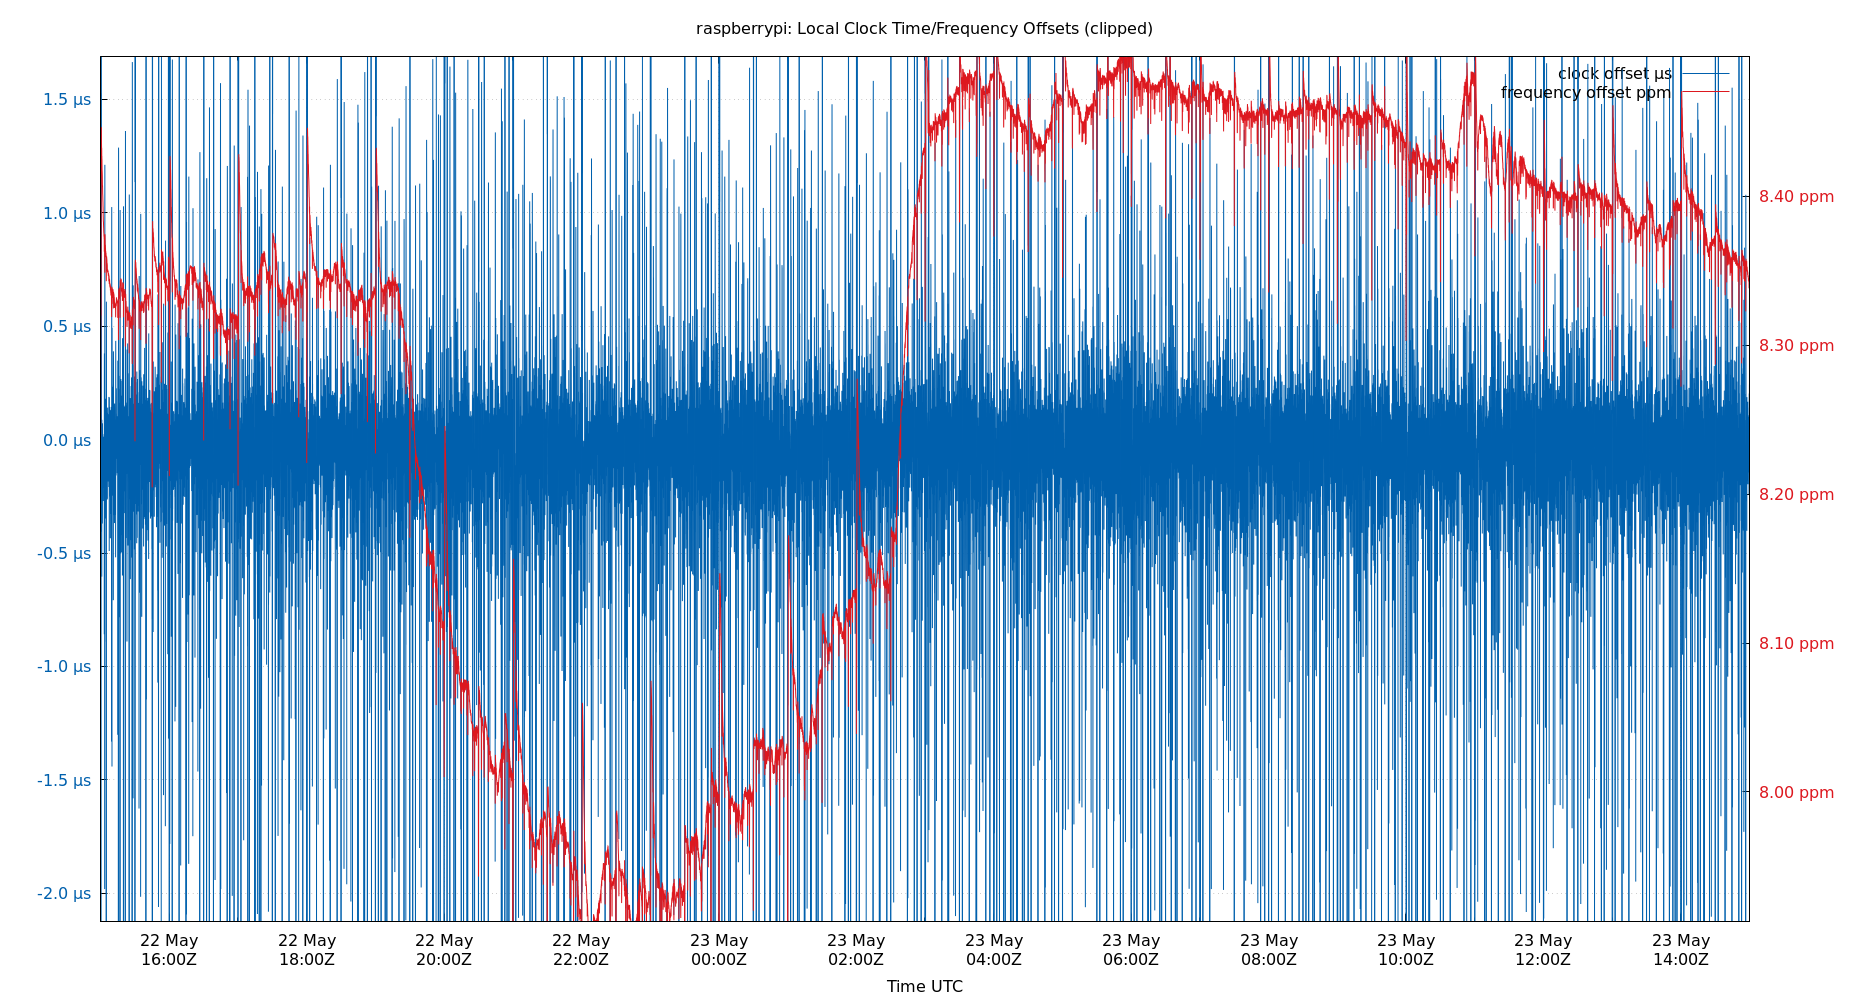 raspberrypi: Local Clock Time/Frequency Offsets (clipped)
clock offset µs
frequency offset ppm
1.5 µs
1.0 µs
0.5 µs
0.0 µs
-0.5 µs
-1.0 µs
-1.5 µs
-2.0 µs
8.40 ppm
8.30 ppm
8.20 ppm
8.10 ppm
8.00 ppm
22 May 22 May 22 May 22 May 23 May 23 May 23 May 23 May 23 May 23 May 23 May 23 May
16:00Z 18:00Z 20:00Z 22:00Z 00:00Z 02:00Z 04:00Z 06:00Z 08:00Z 10:00Z 12:00Z 14:00Z
Time UTC